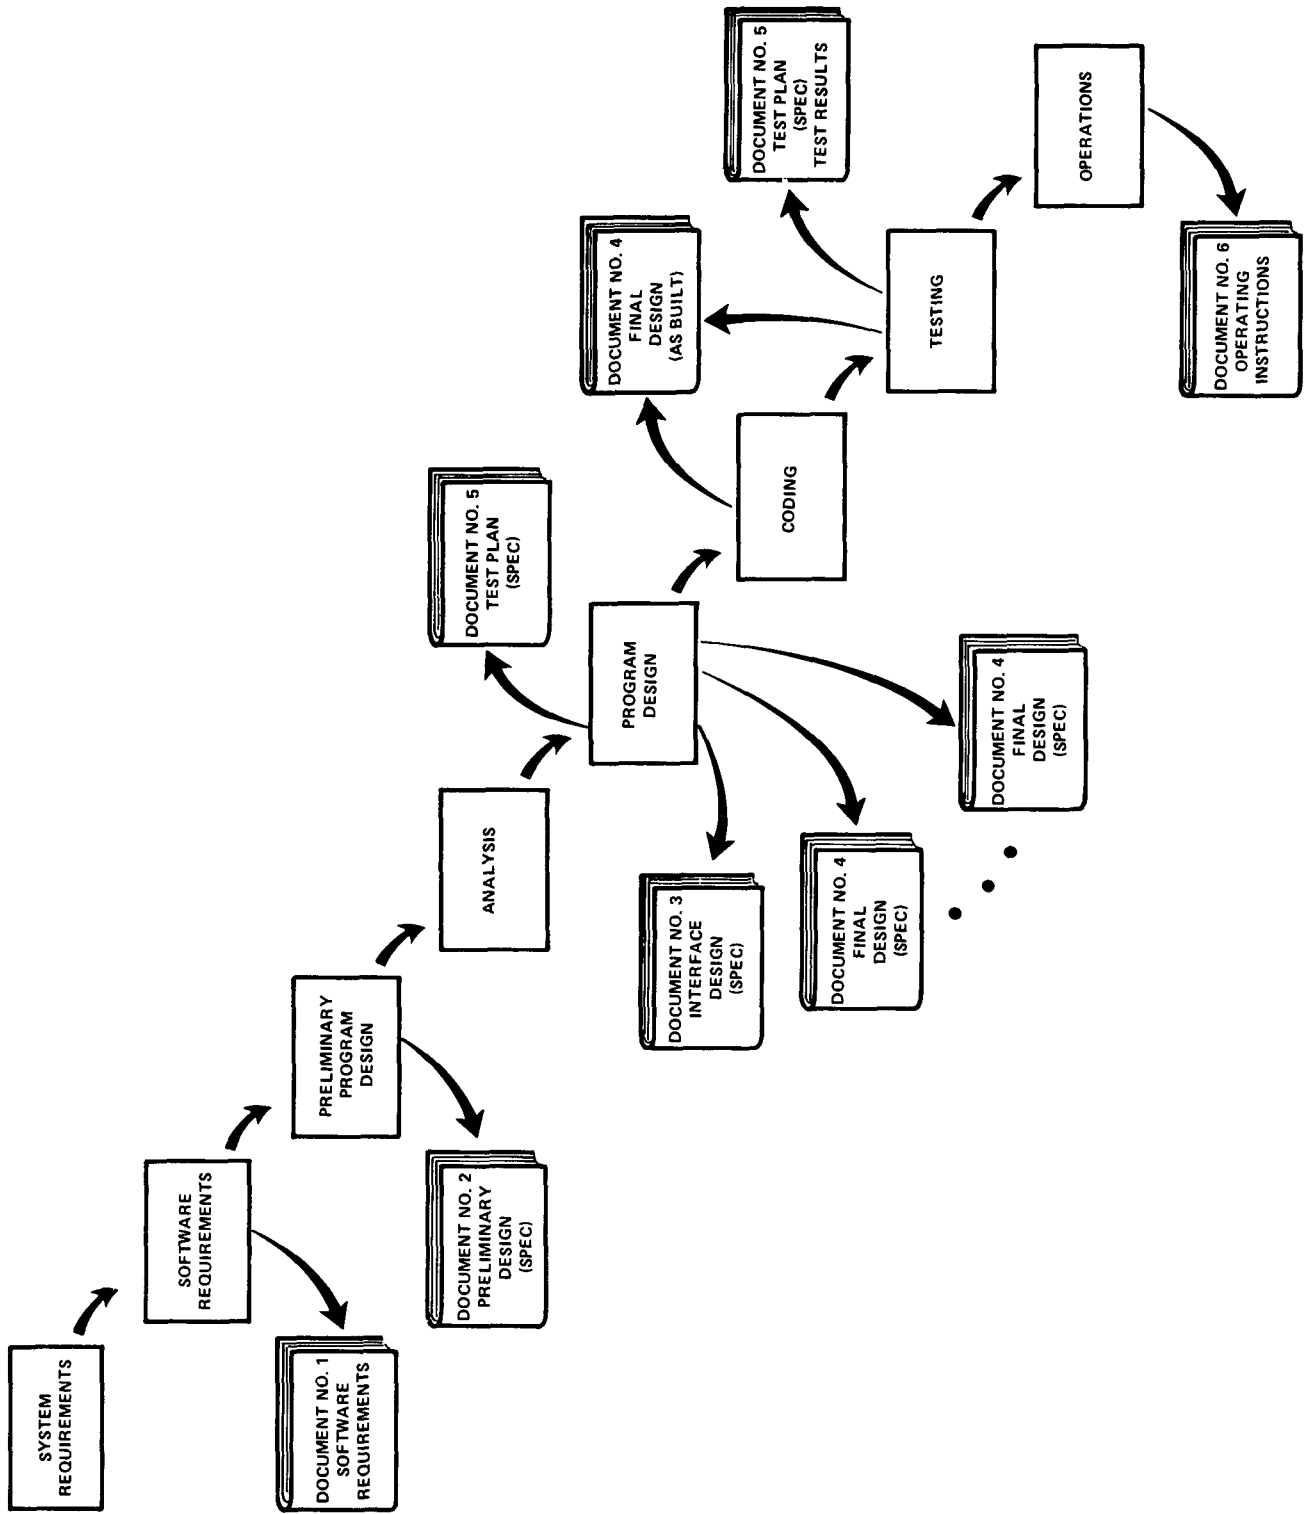 SYSTEM
REQUIREMENTS
SOFTWARE
REQUIREMENTS
DOCUMENT NO. 1
SOFTWARE
REQUIREMENTS
PRELIMINARY
PROGRAM
DESIGN
DOCUMENT NO. 2
PRELIMINARY
DESIGN
(SPEC)
ANALYSIS
PROGRAM
DESIGN
DOCUMENT NO. 5
TEST PLAN
(SPEC)
DOCUMENT NO. 3
INTERFACE
DESIGN
(SPEC)
DOCUMENT NO. 4
FINAL
DESIGN
(SPEC)
DOCUMENT NO. 4
FINAL
DESIGN
(SPEC)
CODING
DOCUMENT NO. 4
FINAL
DESIGN
(AS BUILT)
TESTING
DOCUMENT NO. 5
TEST PLAN
(SPEC)
TEST RESULTS
OPERATIONS
DOCUMENT NO. 6
OPERATING
INSTRUCTIONS